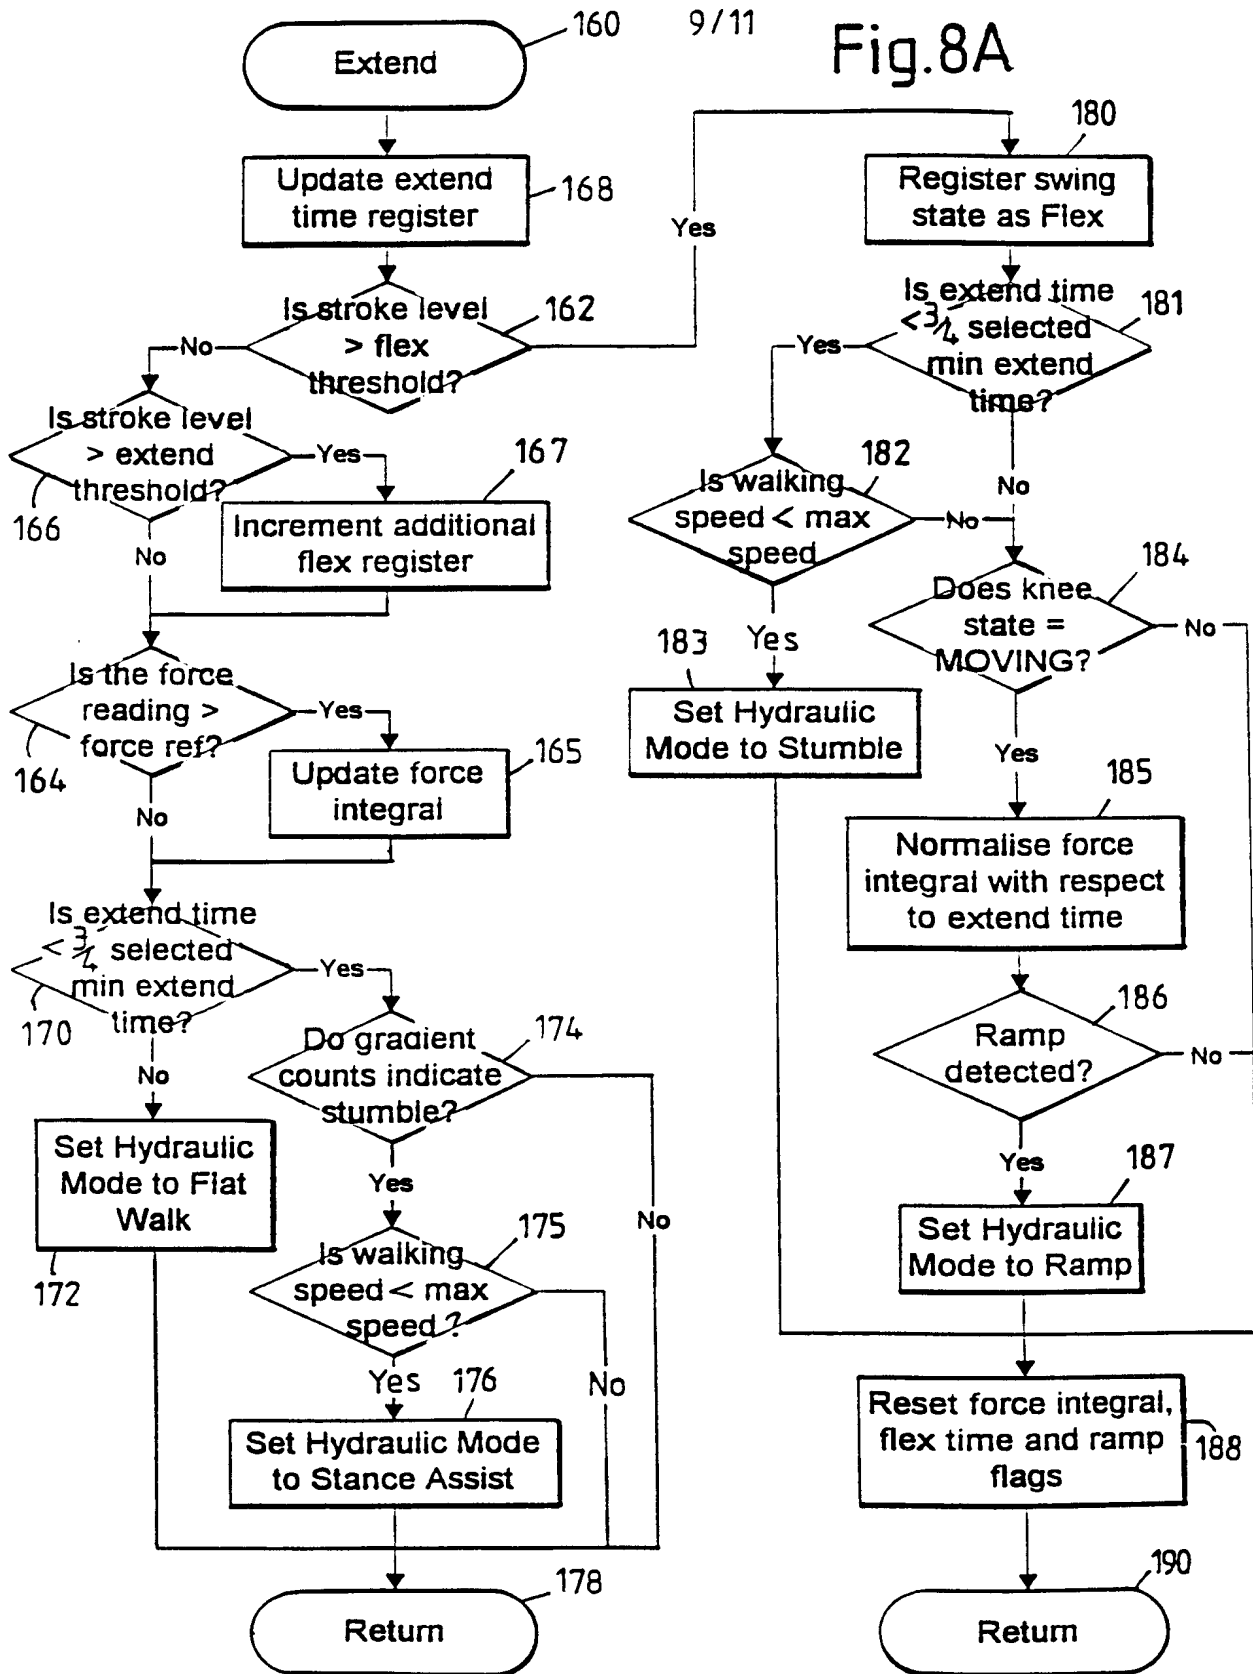 160
9/11
Fig.8A
Extend
Update extend
time register
168
Is stroke level
> flex
threshold?
162
No
Yes
Is stroke level
> extend
threshold?
166
Yes
No
167
Increment additional
flex register
Is the force
reading >
force ref?
164
Yes
No
165
Update force
integral
Is extend time
< 3/4 selected
min extend
time?
170
Yes
No
Set Hydraulic
Mode to Flat
Walk
172
Do gradient
counts indicate
stumble?
174
Yes
No
Is walking
speed < max
speed ?
175
Yes
No
176
Set Hydraulic Mode
to Stance Assist
Return
178
180
Register swing
state as Flex
Is extend time
<3/4 selected
min extend
time?
181
Yes
No
Is walking
speed < max
speed
182
No
Yes
183
Set Hydraulic
Mode to Stumble
Does knee
state =
MOVING?
184
No
Yes
185
Normalise force
integral with respect
to extend time
Ramp
detected?
186
No
Yes
187
Set Hydraulic
Mode to Ramp
Reset force integral,
flex time and ramp
flags
188
Return
190